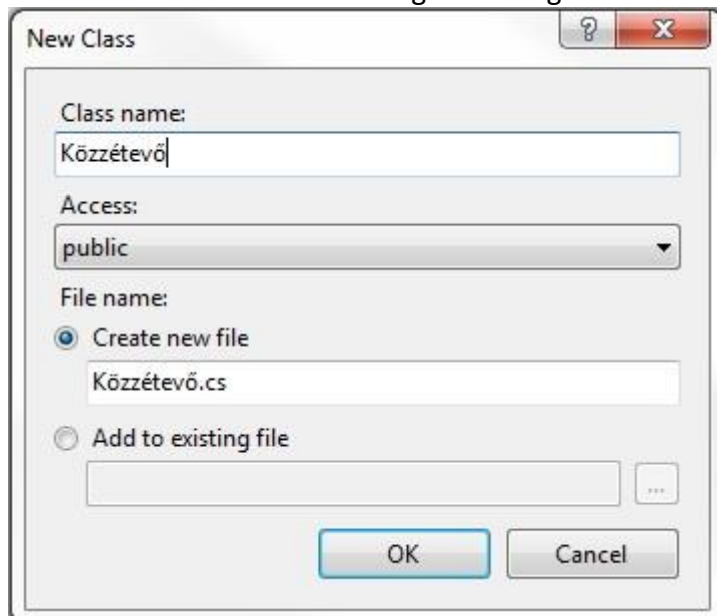 New Class
Class name:
Közzétevő
Access:
public
File name:
Create new file
Közzétevő.cs
Add to existing file
...
OK
Cancel